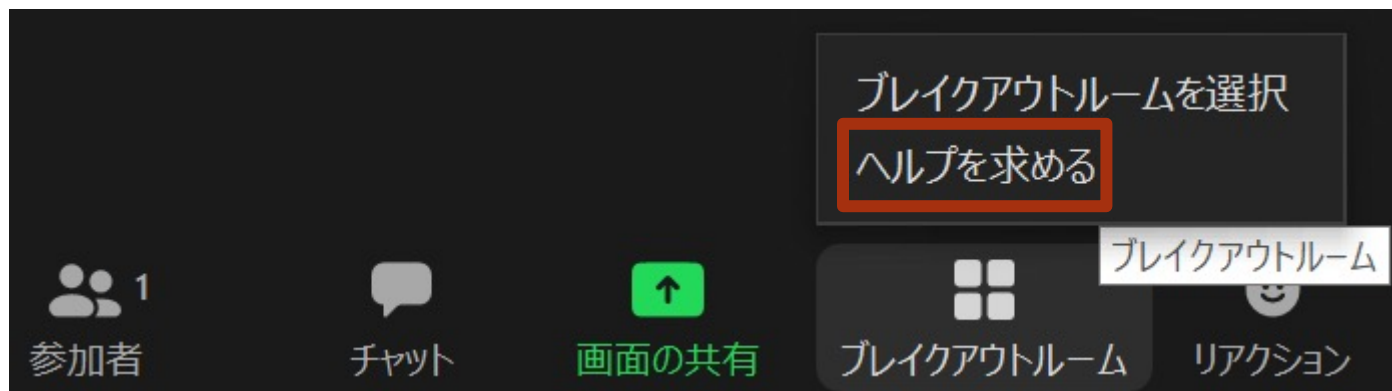 ブレイクアウトルームを選択
ヘルプを求める
ブレイクアウトルーム
1
参加者
チャット
画面の共有
ブレイクアウトルーム
リアクション